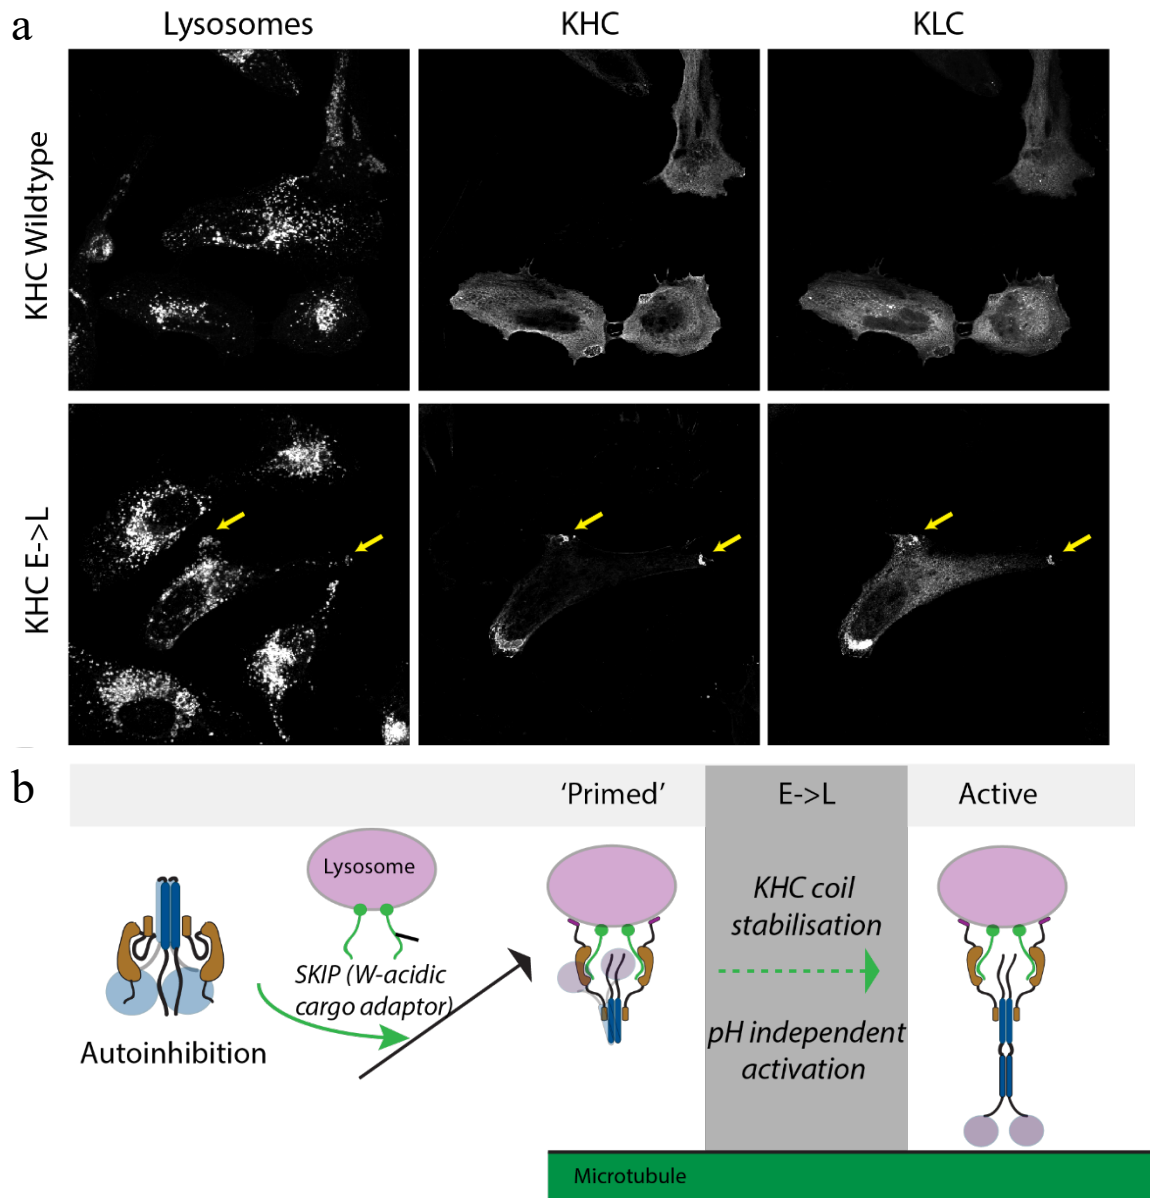 a
Lysosomes
KHC
KLC
KHC Wildtype
KHC E->L
b
'Primed'
E->L
Active
Lysosome
SKIP (W-acidic
cargo adaptor)
Autoinhibition
KHC coil
stabilisation
pH independent
activation
Microtubule